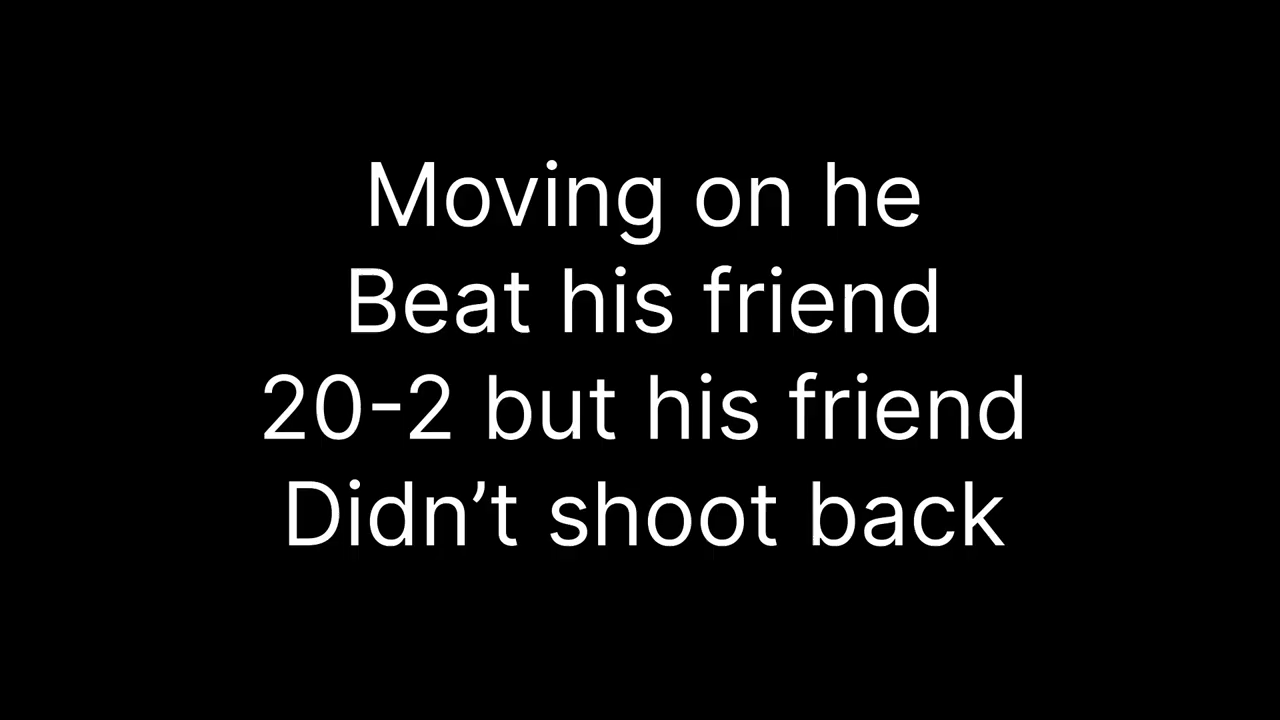 Moving on he
Beat his friend
20-2 but his friend
Didn’t shoot back